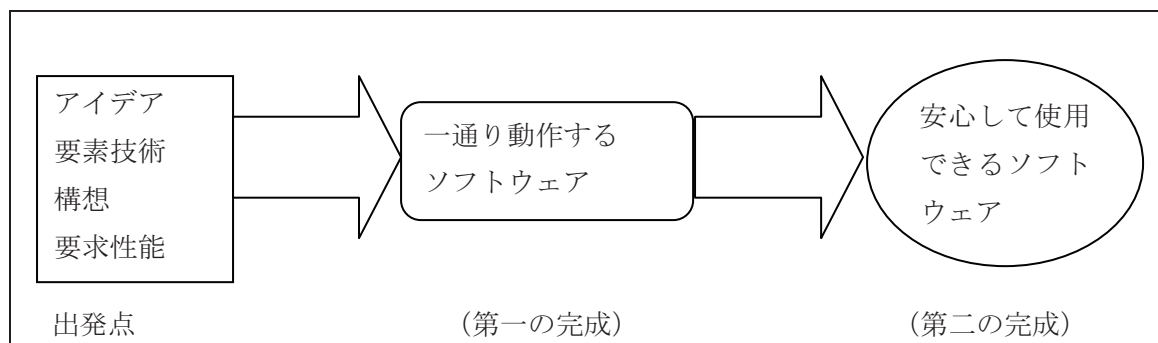 アイデア
要素技術
構想
要求性能
一通り動作する
ソフトウェア
安心して使用
できるソフト
ウェア
出発点
（第一の完成）
（第二の完成）